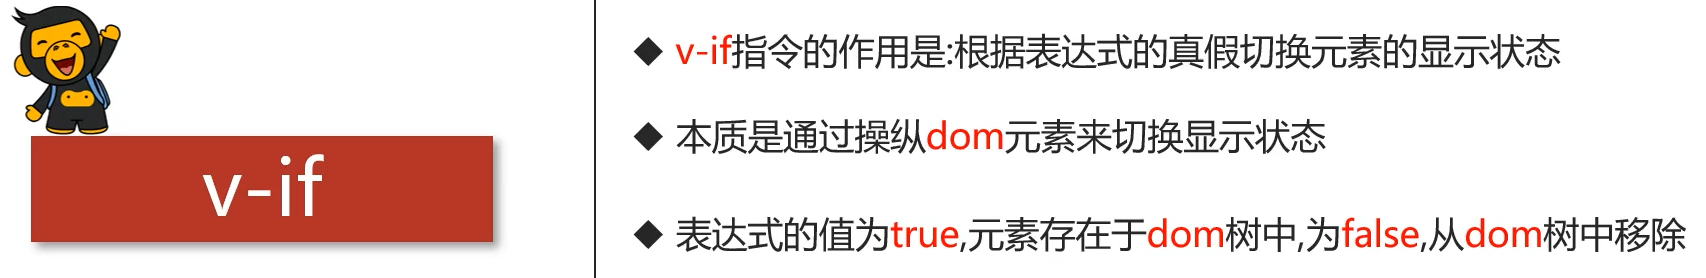 v-if
v-if指令的作用是:根据表达式的真假切换元素的显示状态
本质是通过操纵dom元素来切换显示状态
表达式的值为true,元素存在于dom树中,为false,从dom树中移除